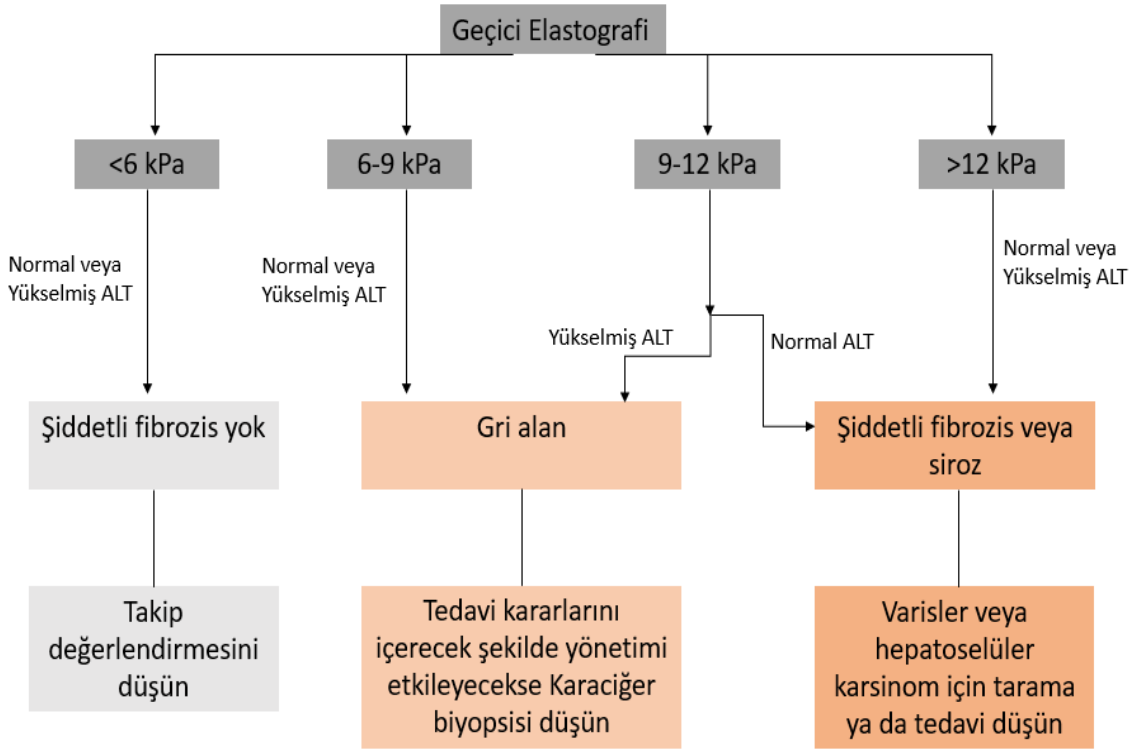 Geçici Elastografi
<6 kPa
6-9 kPa
9-12 kPa
>12 kPa
Normal veya
Yükselmiş ALT
Normal veya
Yükselmiş ALT
Yükselmiş ALT
Normal ALT
Normal veya
Yükselmiş ALT
Şiddetli fibrozis yok
Gri alan
Şiddetli fibrozis veya
siroz
Takip
değerlendirmesini
düşün
Tedavi kararlarını
içerecek şekilde yönetimi
etkileyecekse Karaciğer
biyopsisi düşün
Varisler veya
hepatoselüler
karsinom için tarama
ya da tedavi düşün